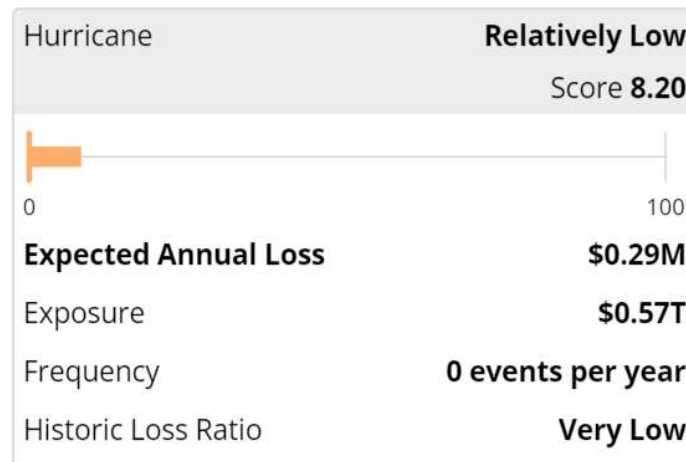 Hurricane Relatively Low
Score 8.20
0 100
Expected Annual Loss $0.29M
Exposure $0.57T
Frequency 0 events per year
Historic Loss Ratio Very Low